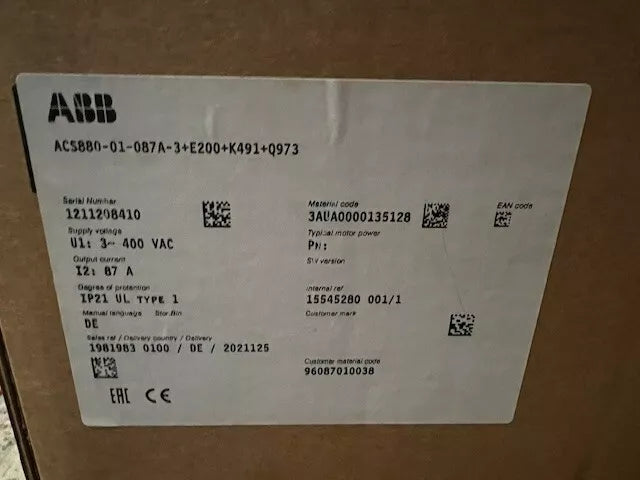 ABB
ACS880-01-087A-3+E200+K491+Q973
Serial Number
1211208410
Material code
3AUA0000135128
EAN code
Supply voltage
U1: 3~ 400 VAC
Typical motor power
PN:
Output current
I2: 87 A
SW version
Degree of protection
IP21 UL TYPE 1
Internal ref
15545280 001/1
Manual language Stor.Bin
DE
Customer mark
Sales ref / Delivery country / Delivery
1981983 0100 / DE / 2021125
Customer material code
96087010038
EAC CE